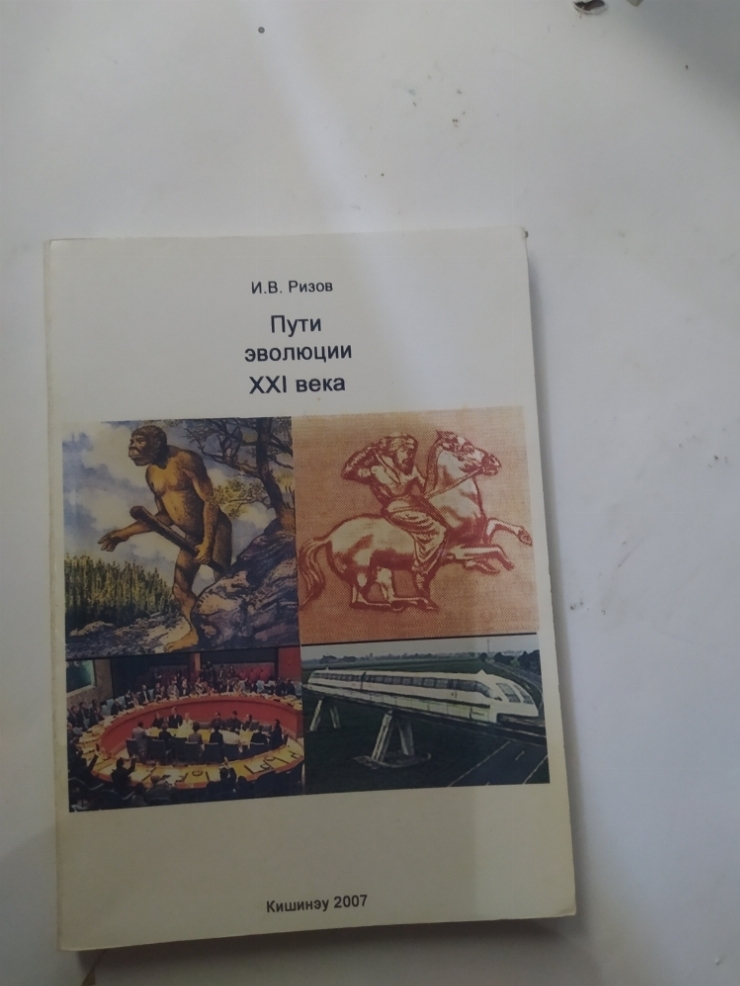 И.В. Ризов
Пути
эволюции
XXI века
Кишинэу 2007